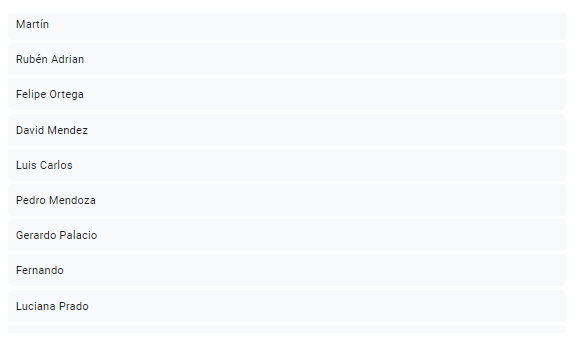 Martín
Rubén Adrian
Felipe Ortega
David Mendez
Luis Carlos
Pedro Mendoza
Gerardo Palacio
Fernando
Luciana Prado